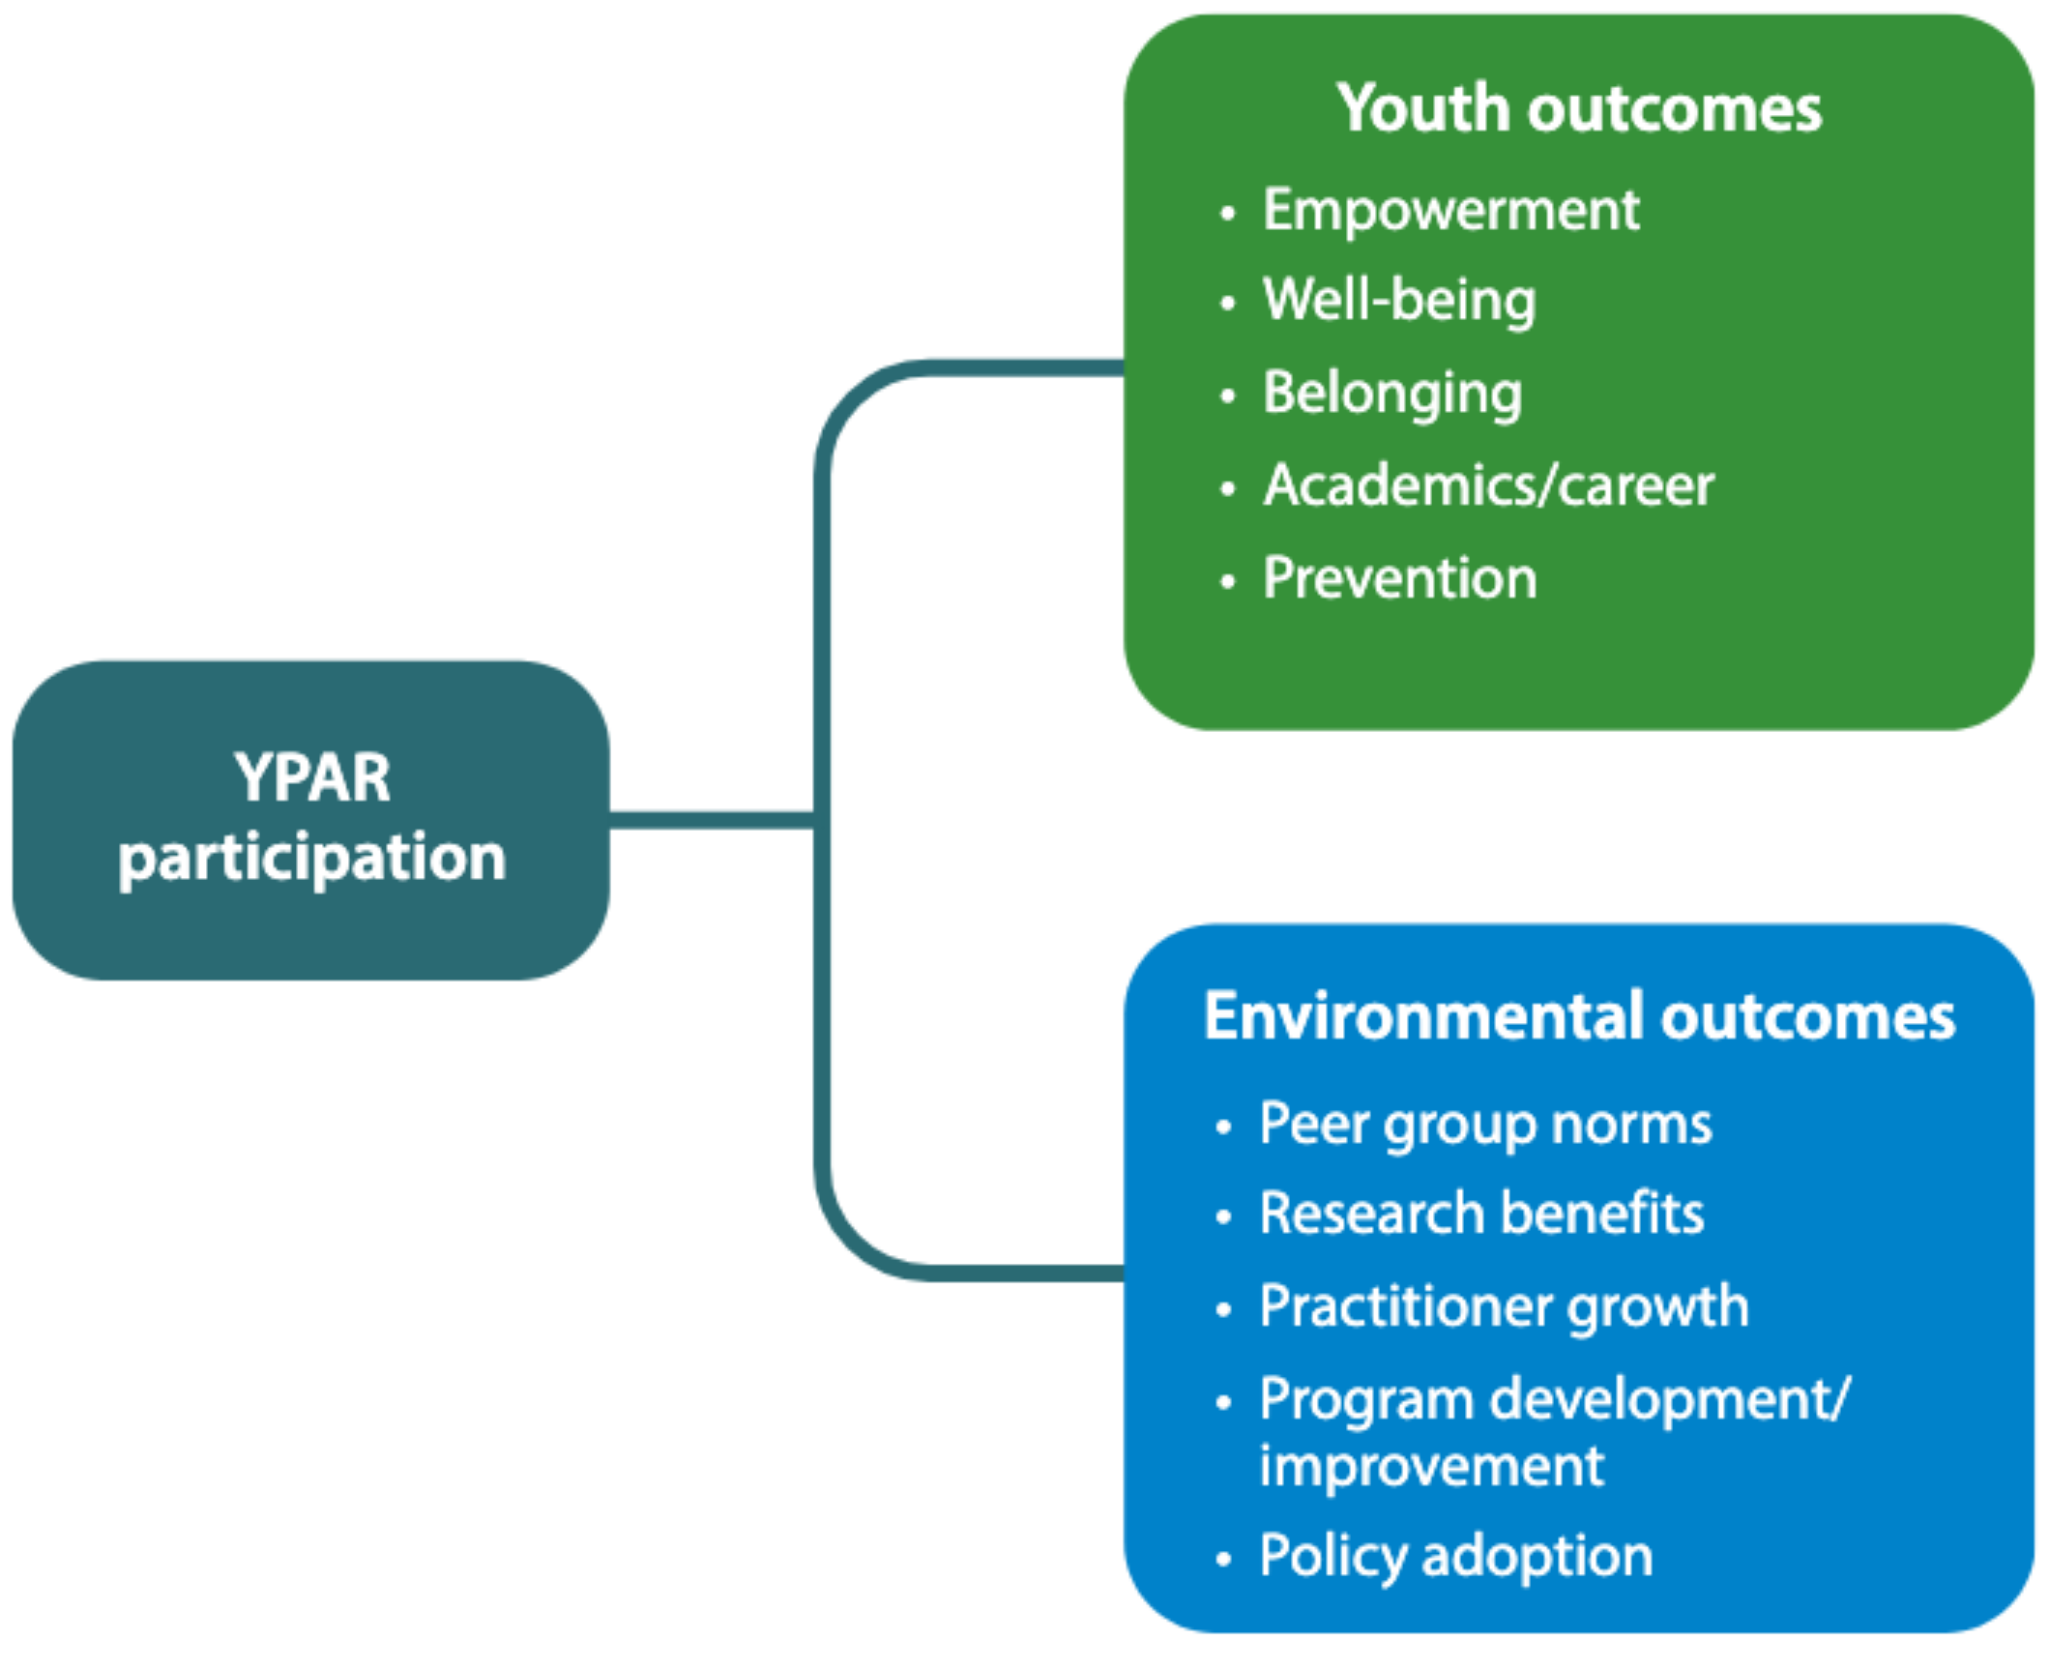 Youth outcomes
• Empowerment
• Well-being
• Belonging
• Academics/career
• Prevention
YPAR
participation
Environmental outcomes
• Peer group norms
• Research benefits
• Practitioner growth
• Program development/
improvement
• Policy adoption